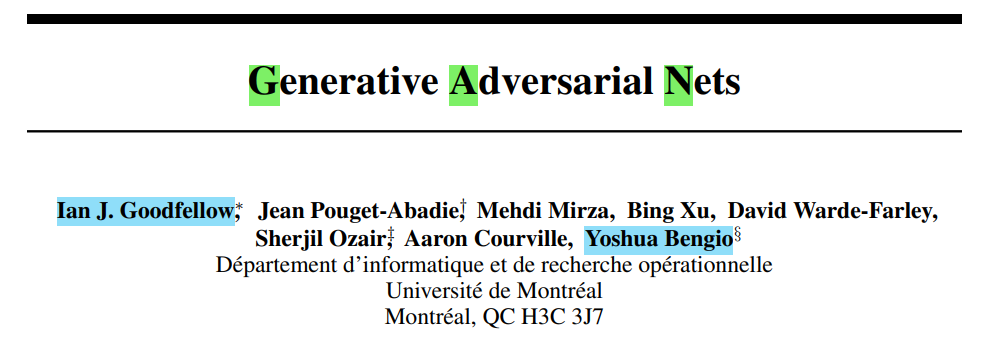 Generative Adversarial Nets
Ian J. Goodfellow,* Jean Pouget-Abadie,† Mehdi Mirza, Bing Xu, David Warde-Farley,
Sherjil Ozair,‡ Aaron Courville, Yoshua Bengio§
Département d'informatique et de recherche opérationnelle
Université de Montréal
Montréal, QC H3C 3J7